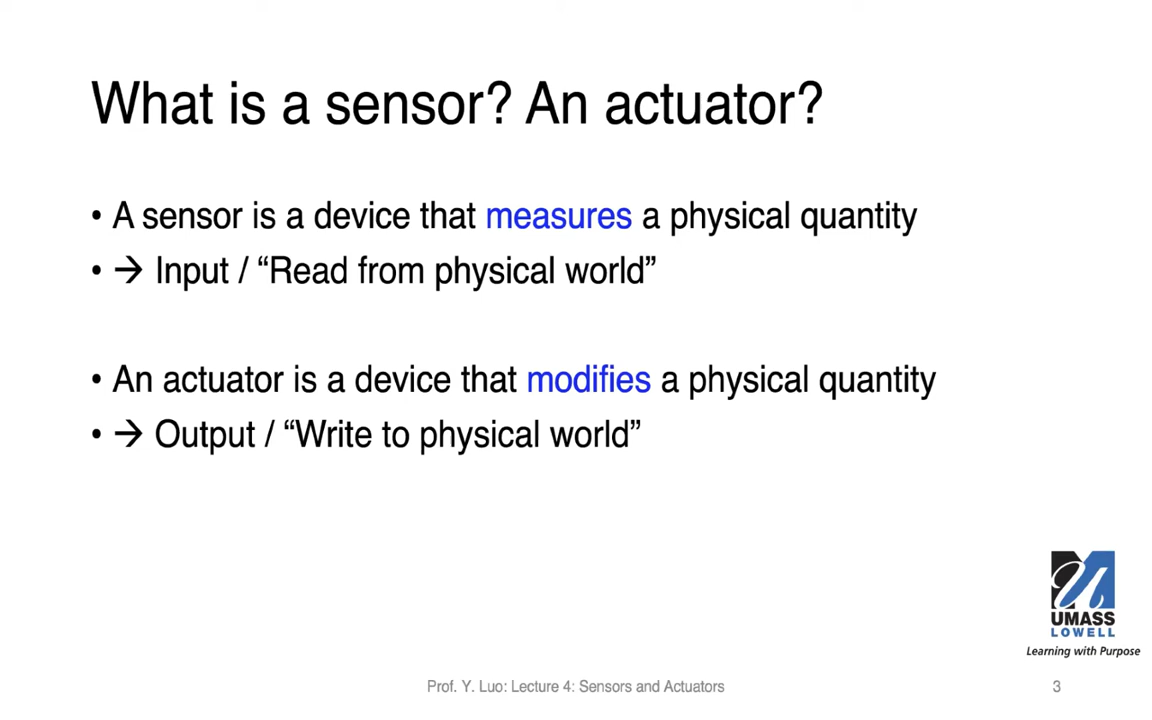 What is a sensor? An actuator?
• A sensor is a device that measures a physical quantity
• → Input / “Read from physical world”
• An actuator is a device that modifies a physical quantity
• → Output / “Write to physical world”
UMASS
LOWELL
Learning with Purpose
Prof. Y. Luo: Lecture 4: Sensors and Actuators
3